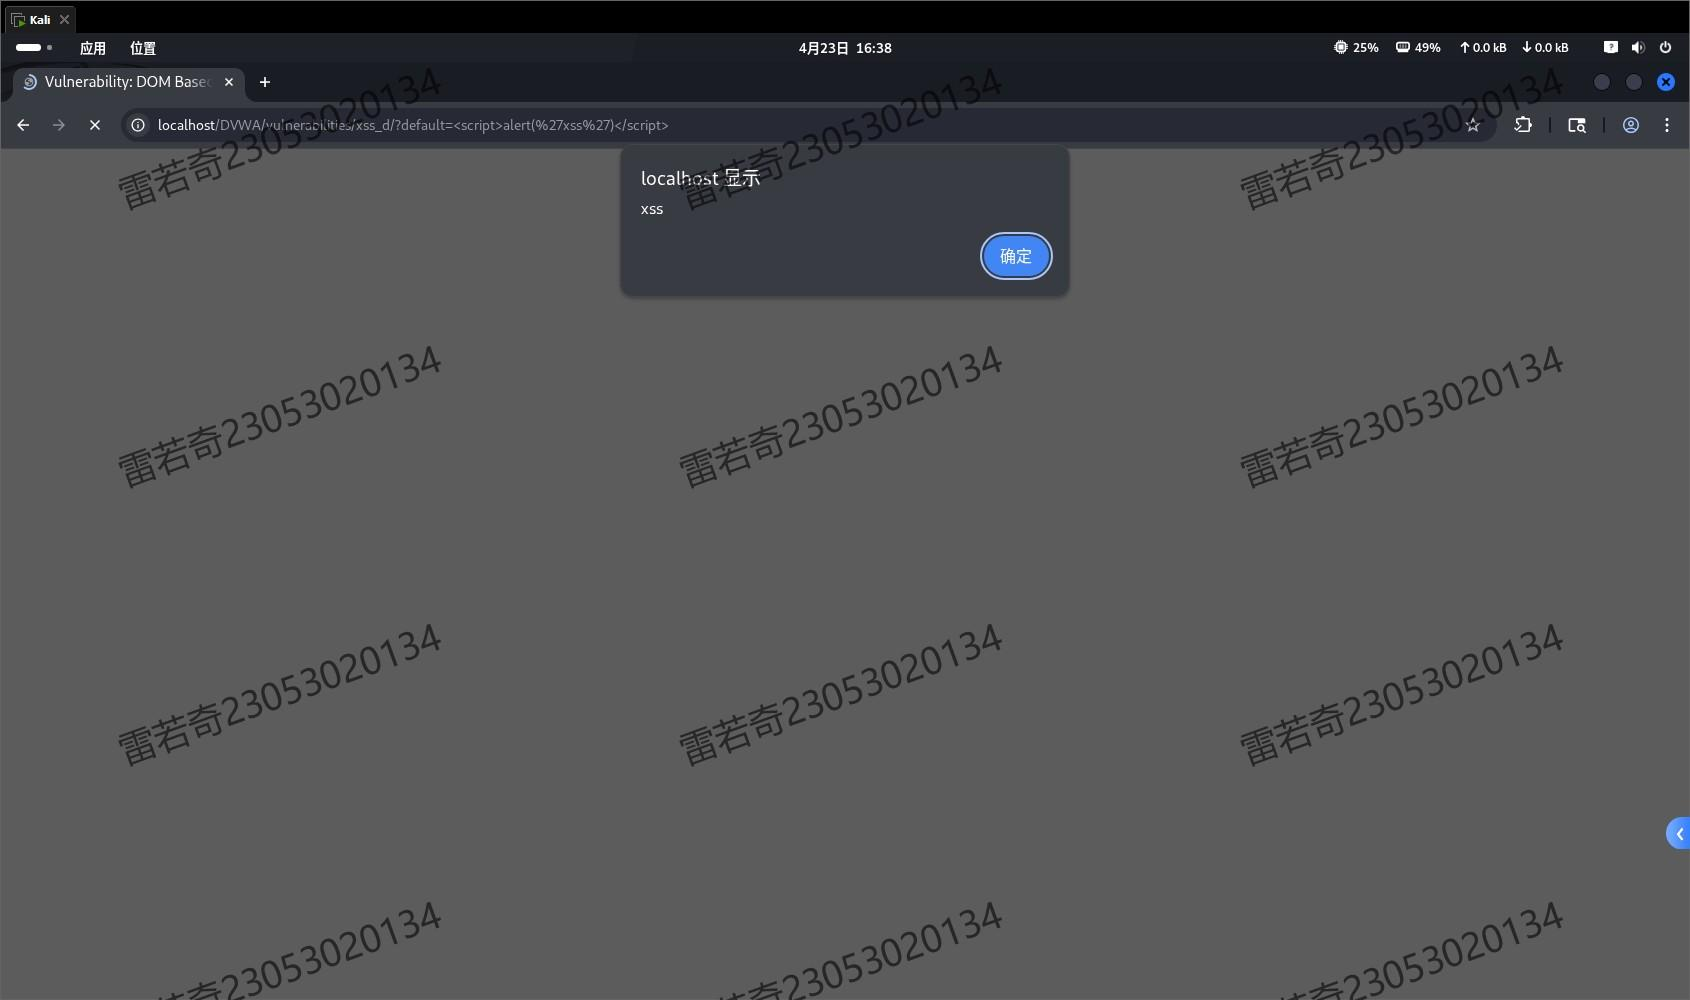 Kali
应用 位置 4月23日 16:38 25% 49% 0.0 kB 0.0 kB
Vulnerability: DOM Based
localhost/DVWA/vulnerabilities/xss_d/?default=<script>alert(%27xss%27)</script>
localhost 显示
xss
确定
雷若奇23053020134 雷若奇23053020134 雷若奇23053020134
雷若奇23053020134 雷若奇23053020134 雷若奇23053020134
雷若奇23053020134 雷若奇23053020134 雷若奇23053020134
雷若奇23053020134 雷若奇23053020134 雷若奇23053020134